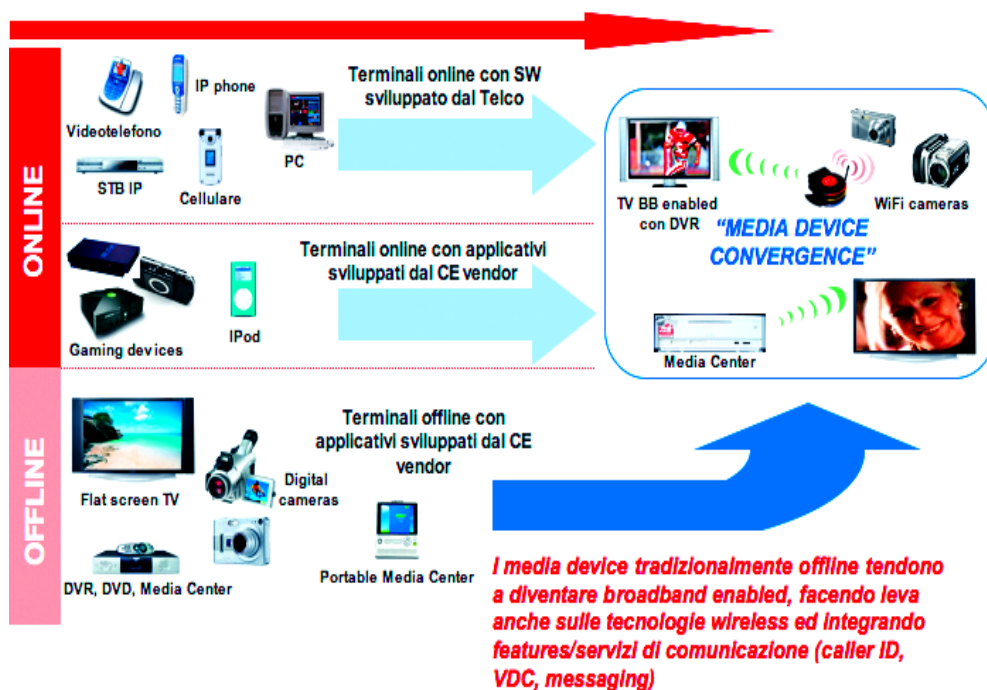 ONLINE
Videotelefono
IP phone
STB IP
Cellulare
PC
Terminali online con SW
sviluppato dal Telco
Gaming devices
IPod
Terminali online con applicativi
sviluppati dal CE vendor
TV BB enabled
con DVR
WiFi cameras
“MEDIA DEVICE
CONVERGENCE”
Media Center
OFFLINE
Flat screen TV
Digital
cameras
DVR, DVD, Media Center
Terminali offline con
applicativi sviluppati dal CE
vendor
Portable Media Center
I media device tradizionalmente offline tendono
a diventare broadband enabled, facendo leva
anche sulle tecnologie wireless ed integrando
features/servizi di comunicazione (caller ID,
VDC, messaging)